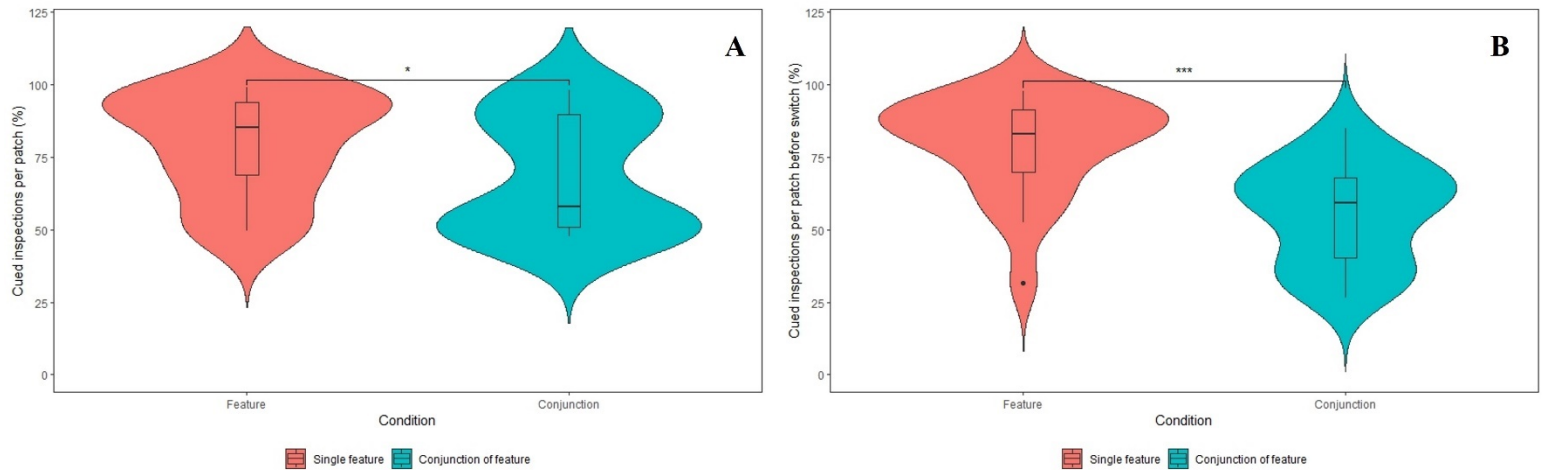 A
Cued inspections per patch (%)
125
100
75
50
25
0
*
Feature
Conjunction
Condition
Single feature
Conjunction of feature
B
Cued inspections per patch before switch (%)
125
100
75
50
25
0
***
Feature
Conjunction
Condition
Single feature
Conjunction of feature